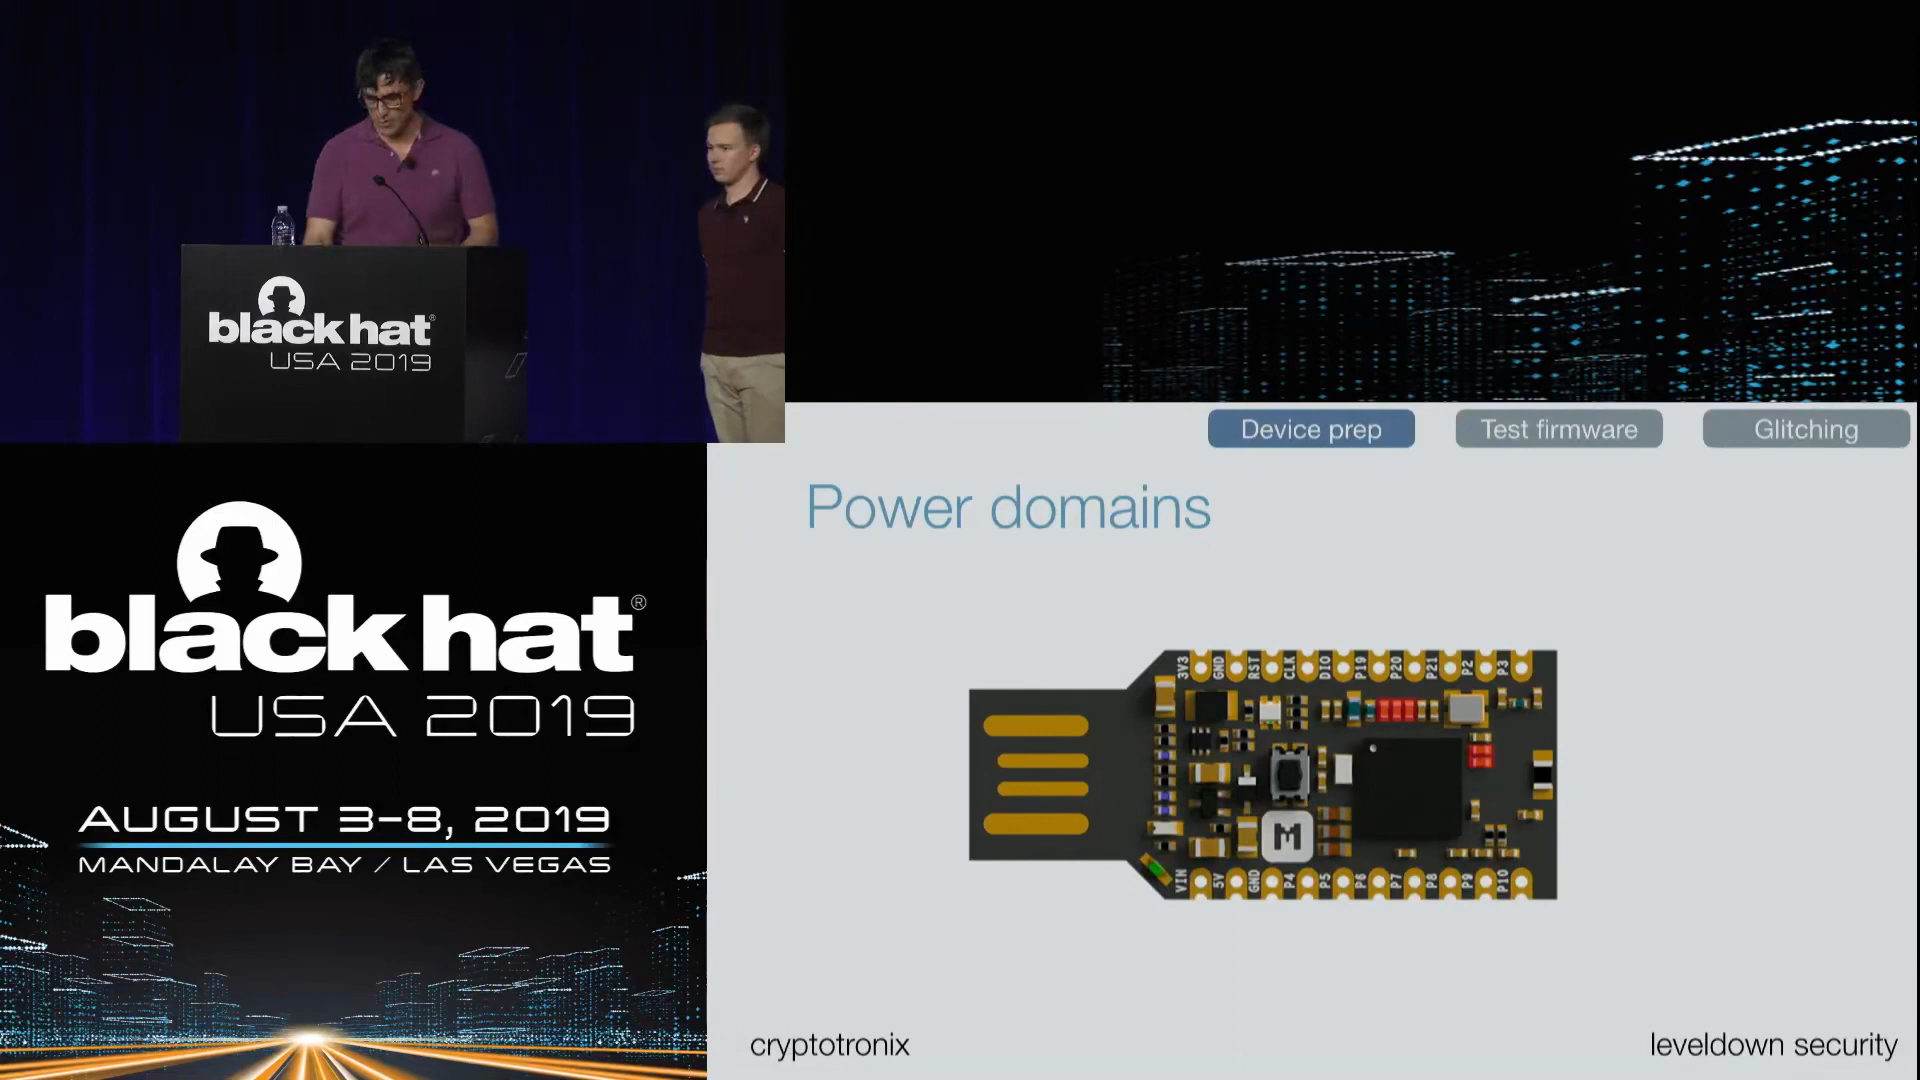 black hat®
USA 2019
Device prep
Test firmware
Glitching
Power domains
3V3 GND RST CLK DIO P19 P20 P21 P2 P3
M
VIN 5V GND P4 P5 P6 P7 P8 P9 P10
black hat®
USA 2019
AUGUST 3-8, 2019
MANDALAY BAY / LAS VEGAS
cryptotronix
leveldown security